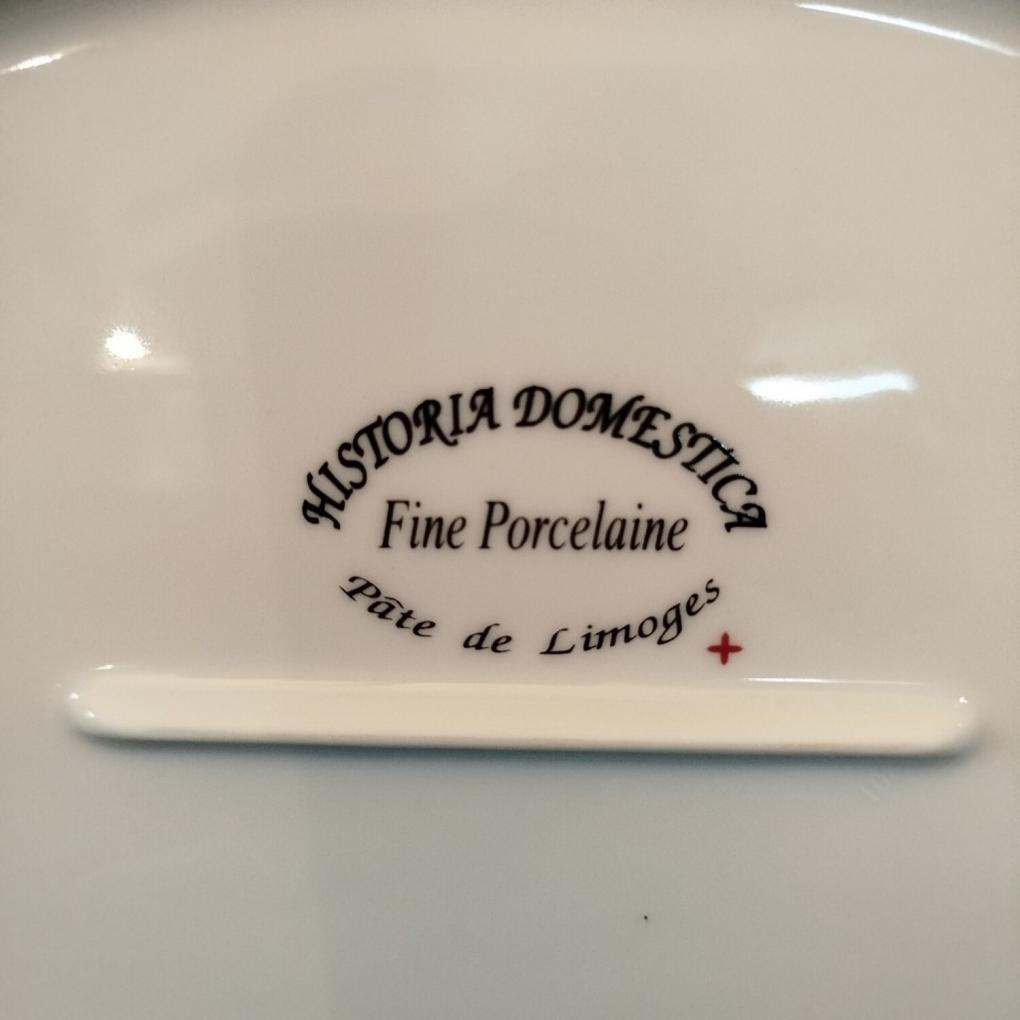 HISTORIA DOMESTICA
Fine Porcelaine
Pâte de Limoges